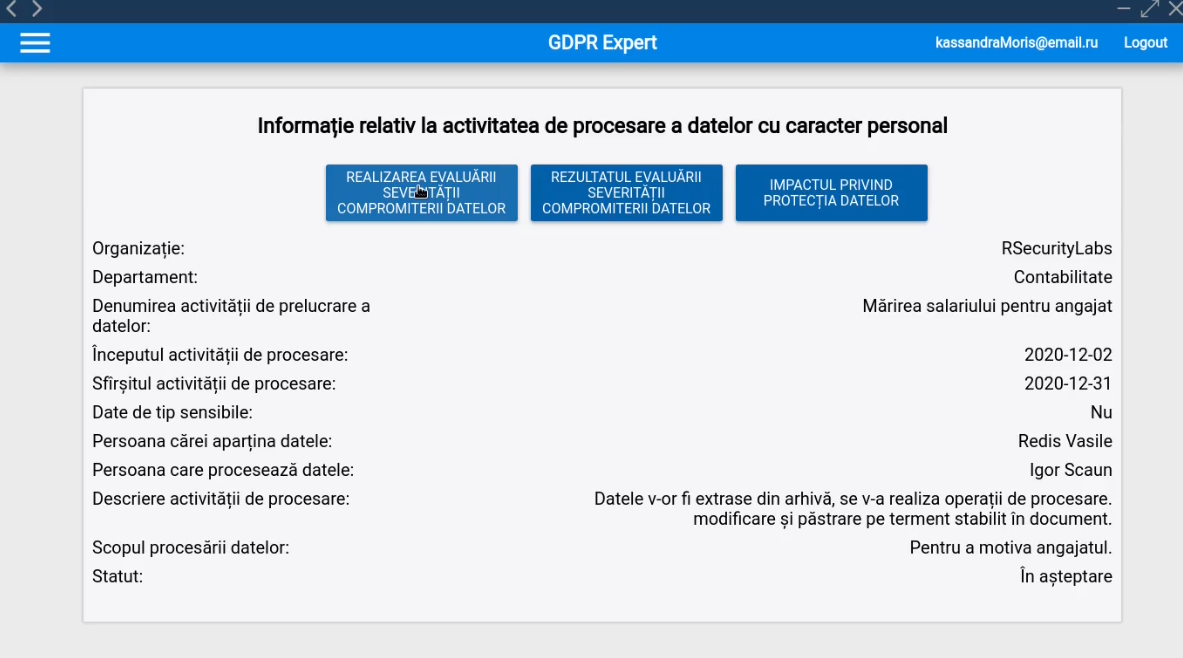 GDPR Expert
kassandraMoris@email.ru
Logout
Informație relativ la activitatea de procesare a datelor cu caracter personal
REALIZAREA EVALUĂRII
SEVERITĂȚII
COMPROMITERII DATELOR
REZULTATUL EVALUĂRII
SEVERITĂȚII
COMPROMITERII DATELOR
IMPACTUL PRIVIND
PROTECȚIA DATELOR
Organizație:
RSecurityLabs
Departament:
Contabilitate
Denumirea activității de prelucrare a
datelor:
Mărirea salariului pentru angajat
Începutul activității de procesare:
2020-12-02
Sfîrșitul activității de procesare:
2020-12-31
Date de tip sensibile:
Nu
Persoana cărei aparțina datele:
Redis Vasile
Persoana care procesează datele:
Igor Scaun
Descriere activității de procesare:
Datele v-or fi extrase din arhivă, se v-a realiza operații de procesare.
modificare și păstrare pe terment stabilit în document.
Scopul procesării datelor:
Pentru a motiva angajatul.
Statut:
În așteptare